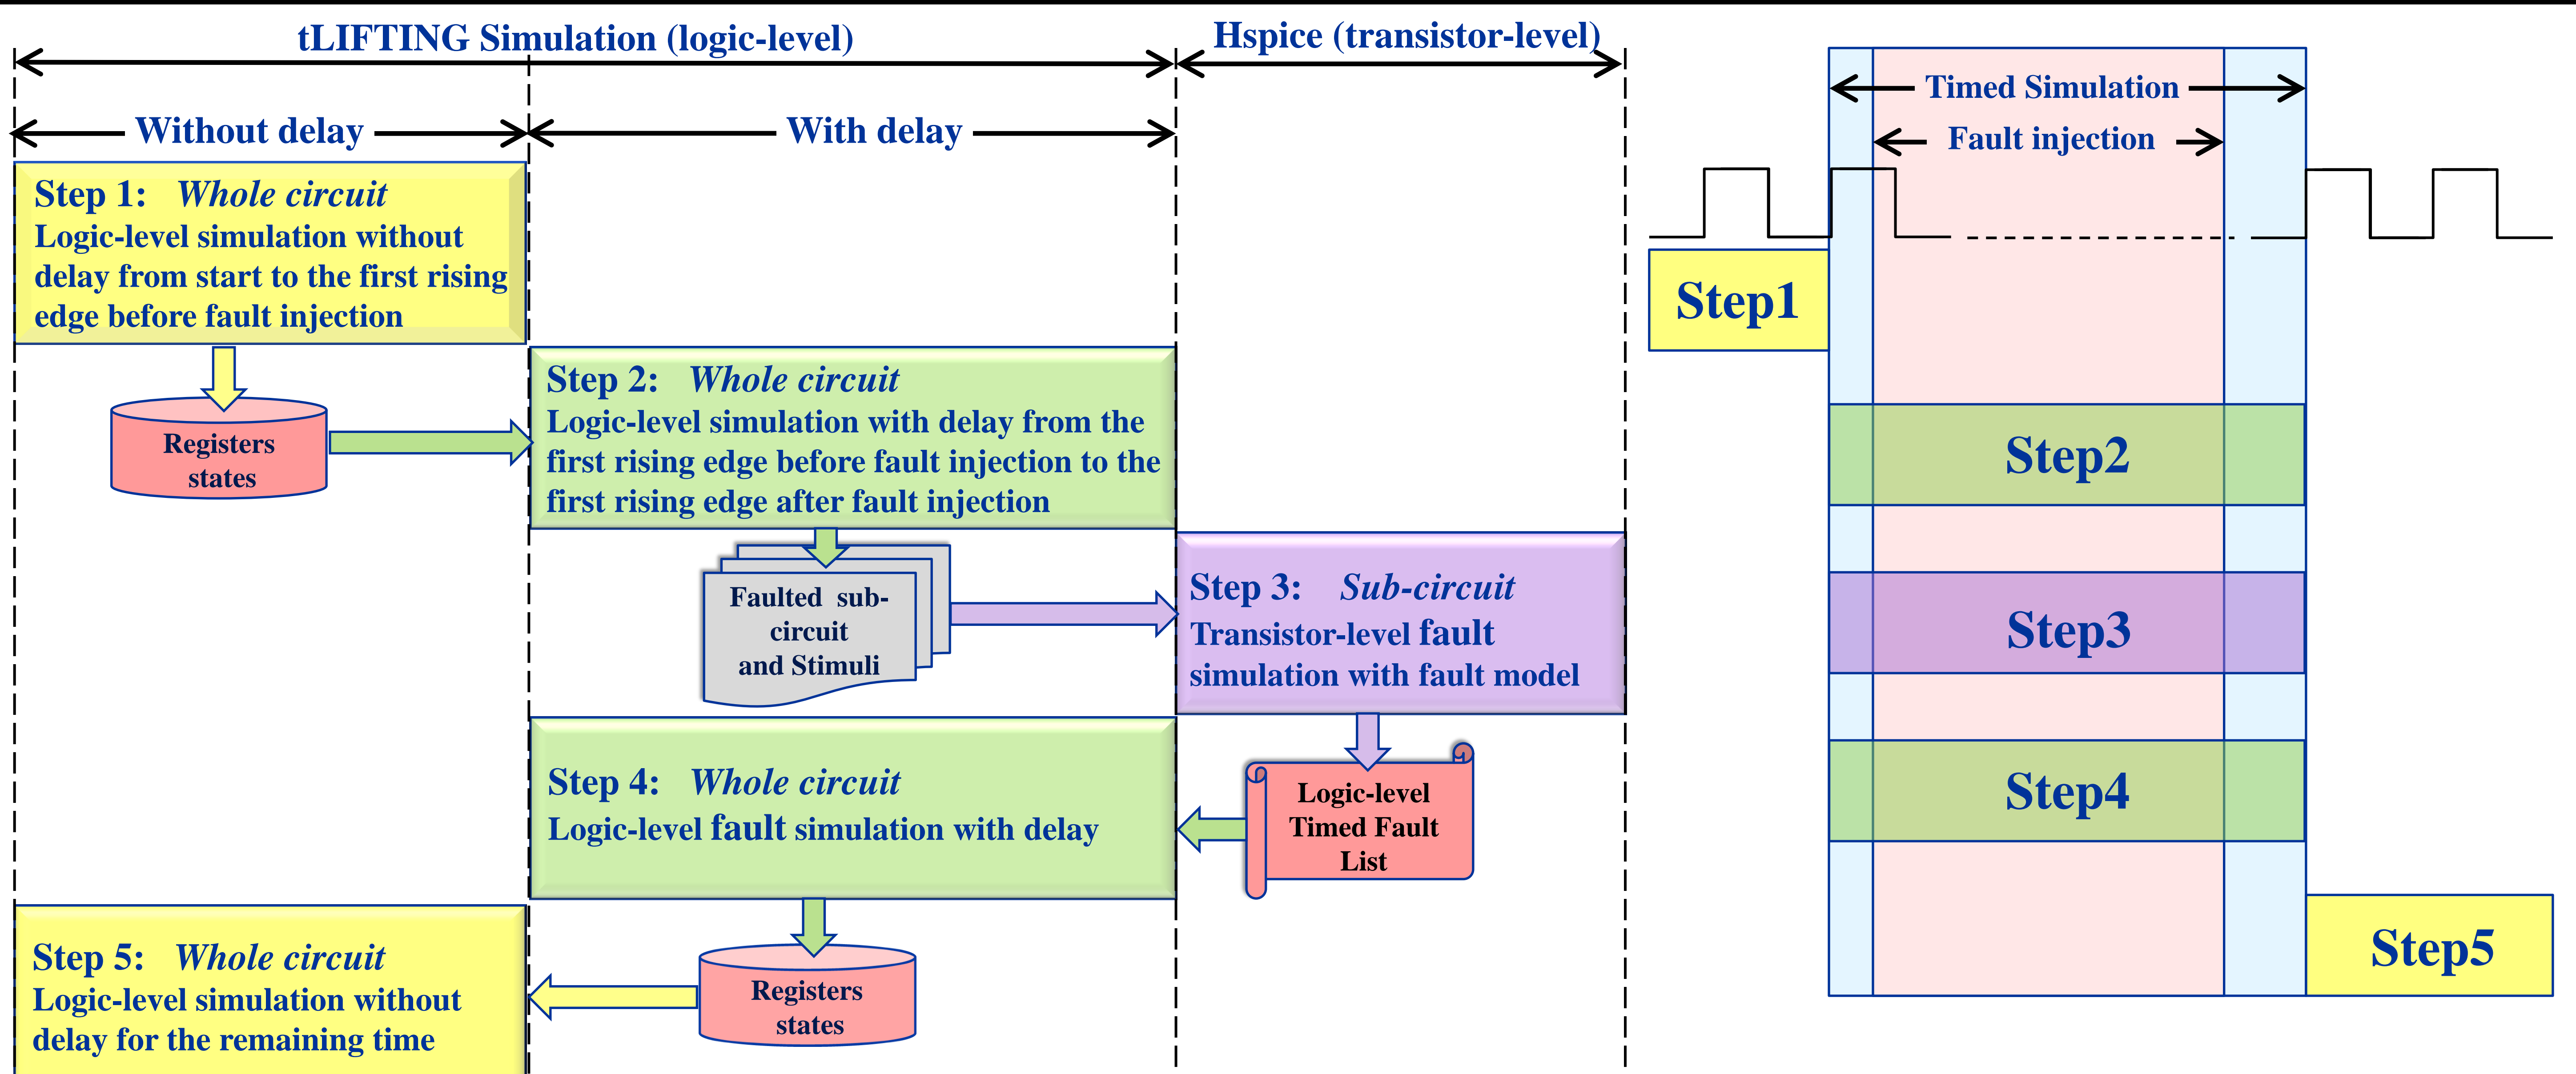 tLIFTING Simulation (logic-level)
Hspice (transistor-level)
Without delay
With delay
Step 1: Whole circuit
Logic-level simulation without
delay from start to the first rising
edge before fault injection
Registers
states
Step 2: Whole circuit
Logic-level simulation with delay from the
first rising edge before fault injection to the
first rising edge after fault injection
Faulted sub-
circuit
and Stimuli
Step 3: Sub-circuit
Transistor-level fault
simulation with fault model
Logic-level
Timed Fault
List
Step 4: Whole circuit
Logic-level fault simulation with delay
Registers
states
Step 5: Whole circuit
Logic-level simulation without
delay for the remaining time
Timed Simulation
Fault injection
Step1
Step2
Step3
Step4
Step5